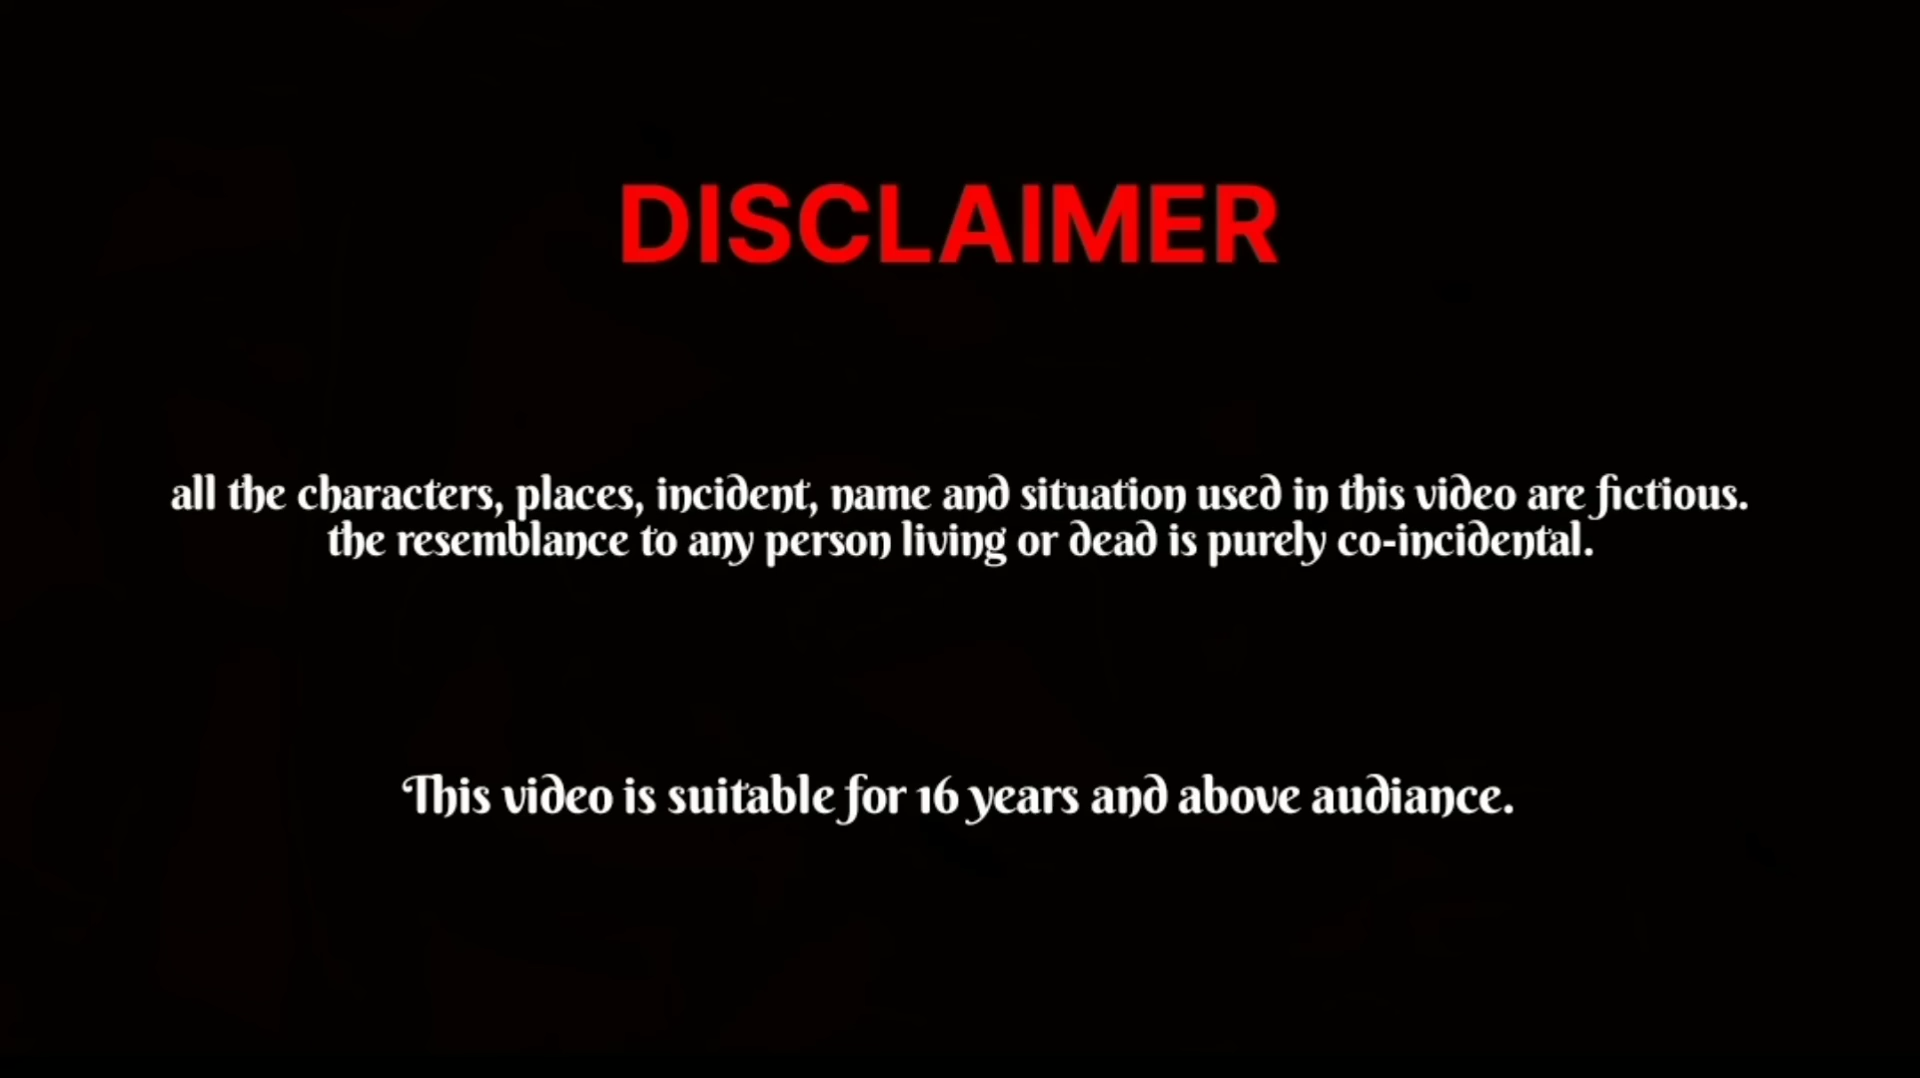 DISCLAIMER
all the characters, places, incident, name and situation used in this video are fictious.
the resemblance to any person living or dead is purely co-incidental.
This video is suitable for 16 years and above audiance.